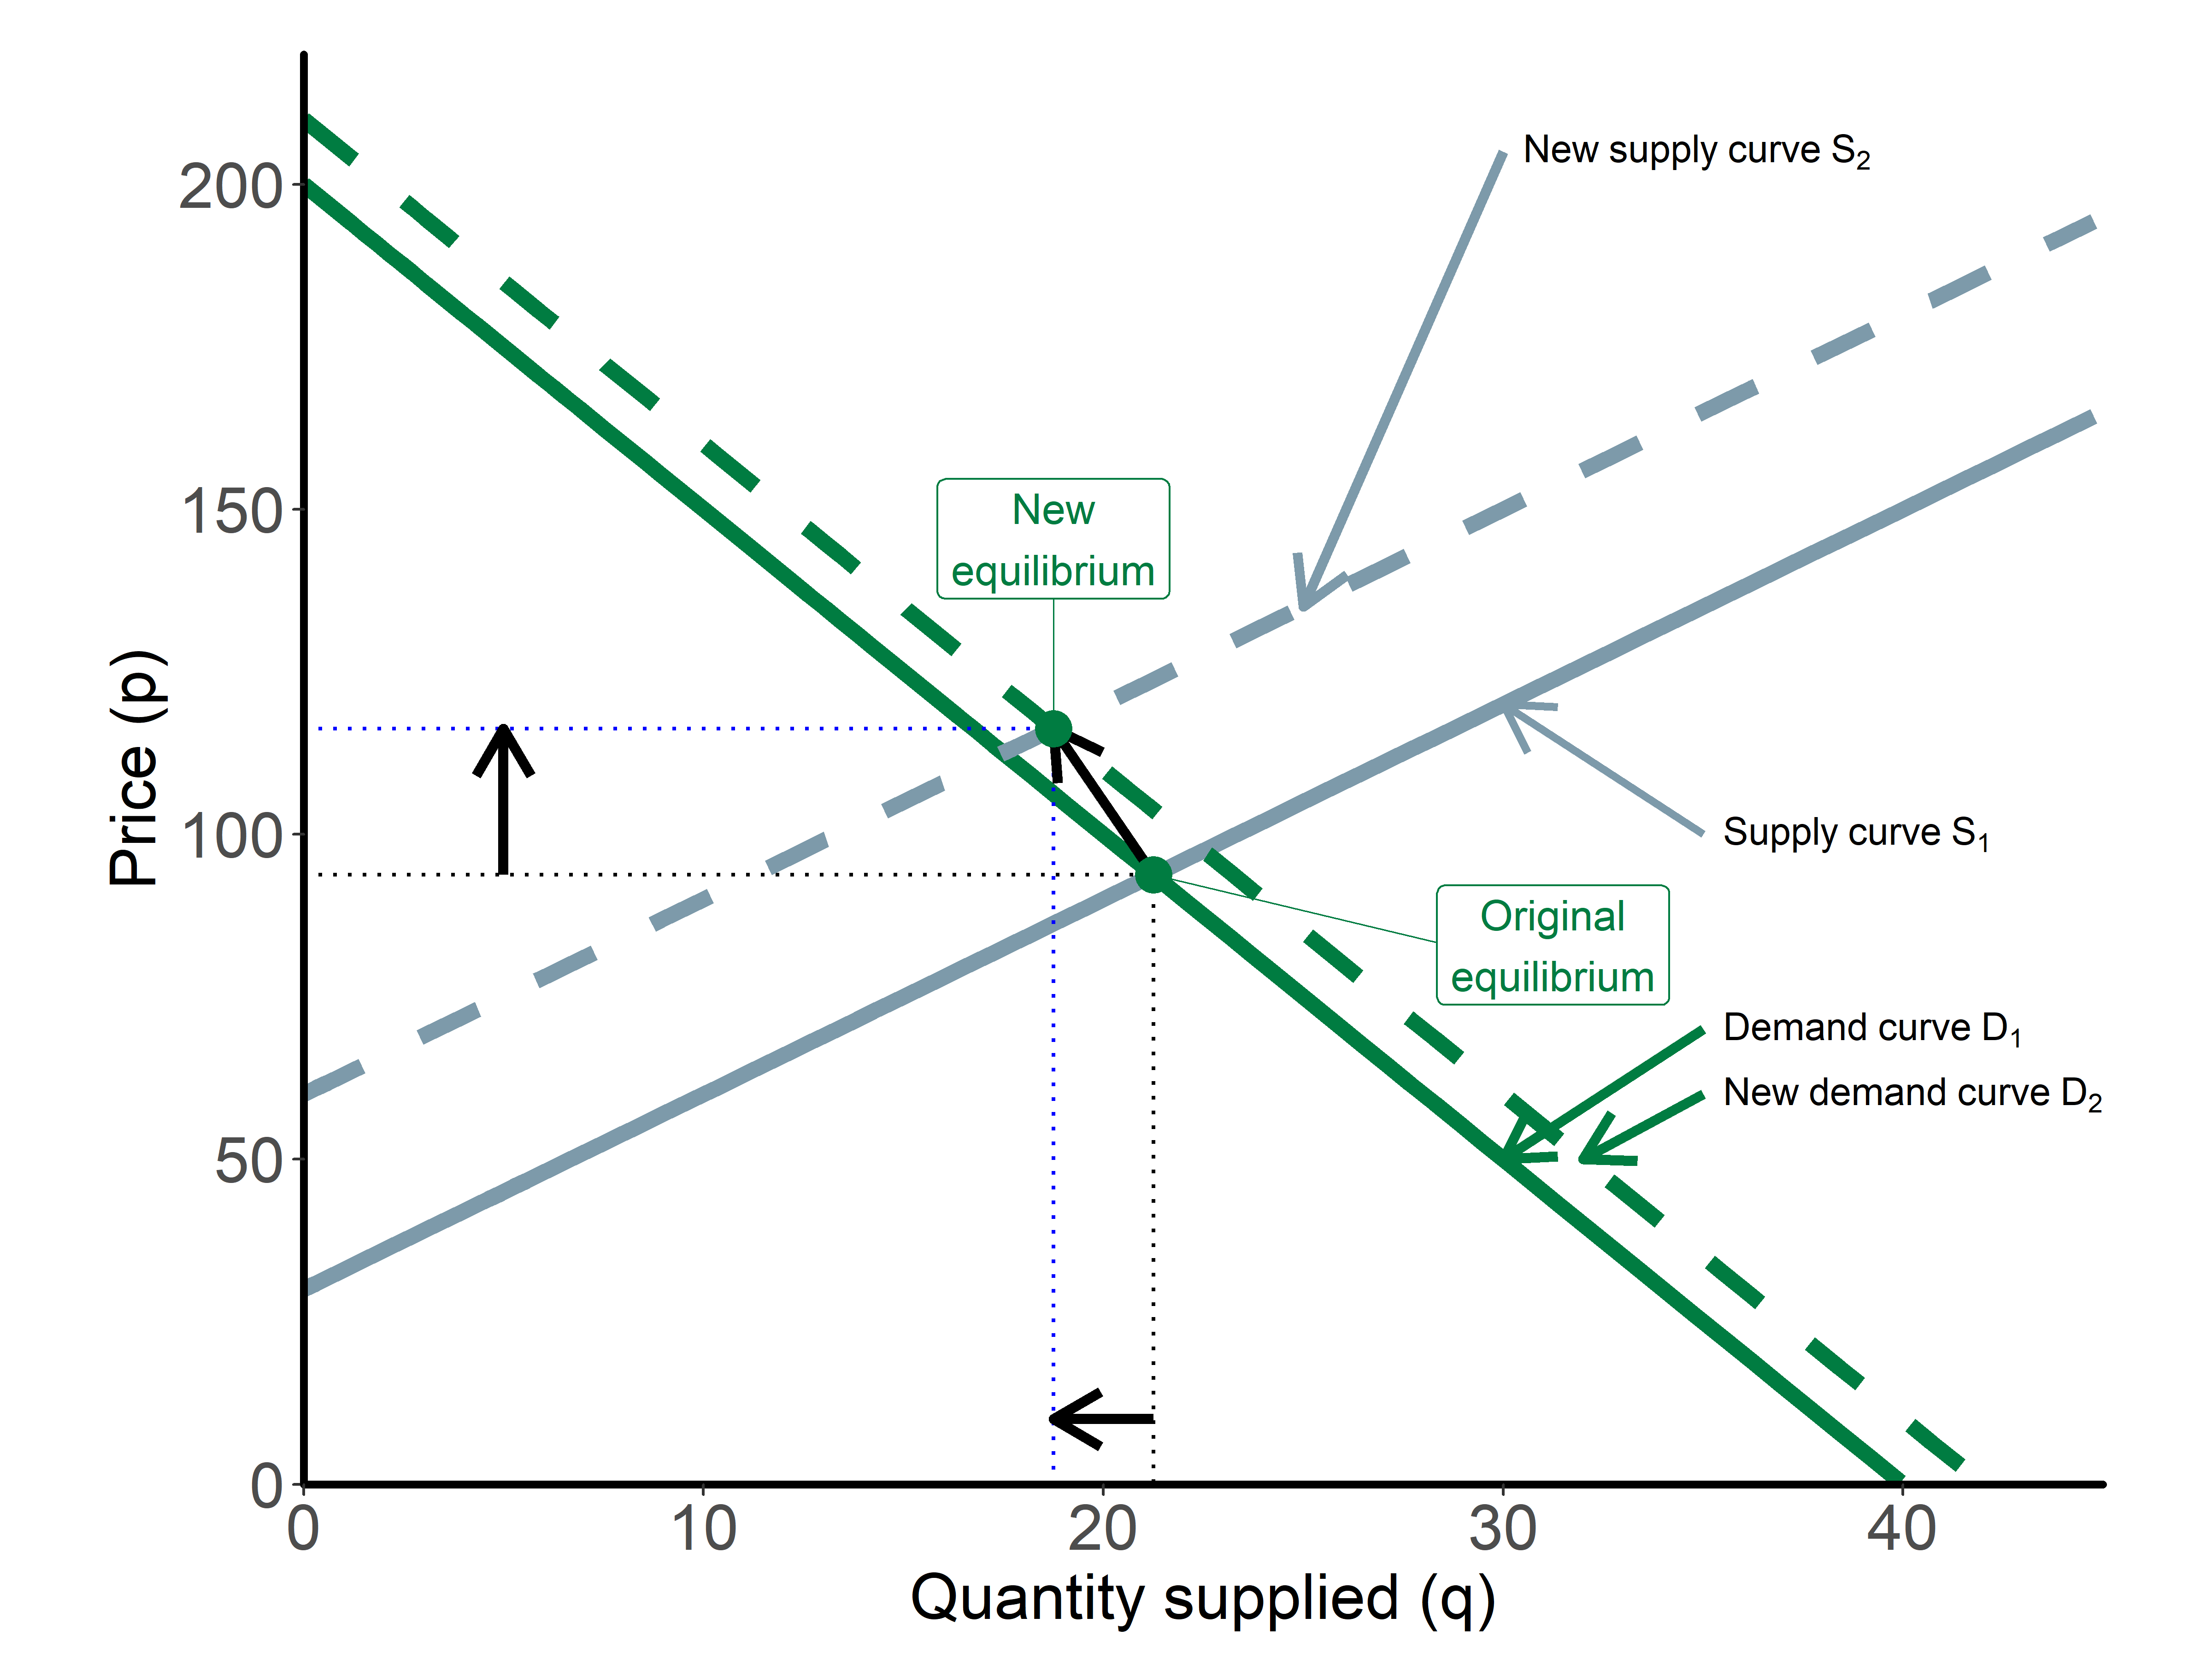 New supply curve S₂
200
New
equilibrium
150
Price (p)
100
Supply curve S₁
Original
equilibrium
Demand curve D₁
New demand curve D₂
50
0
0 10 20 30 40
Quantity supplied (q)